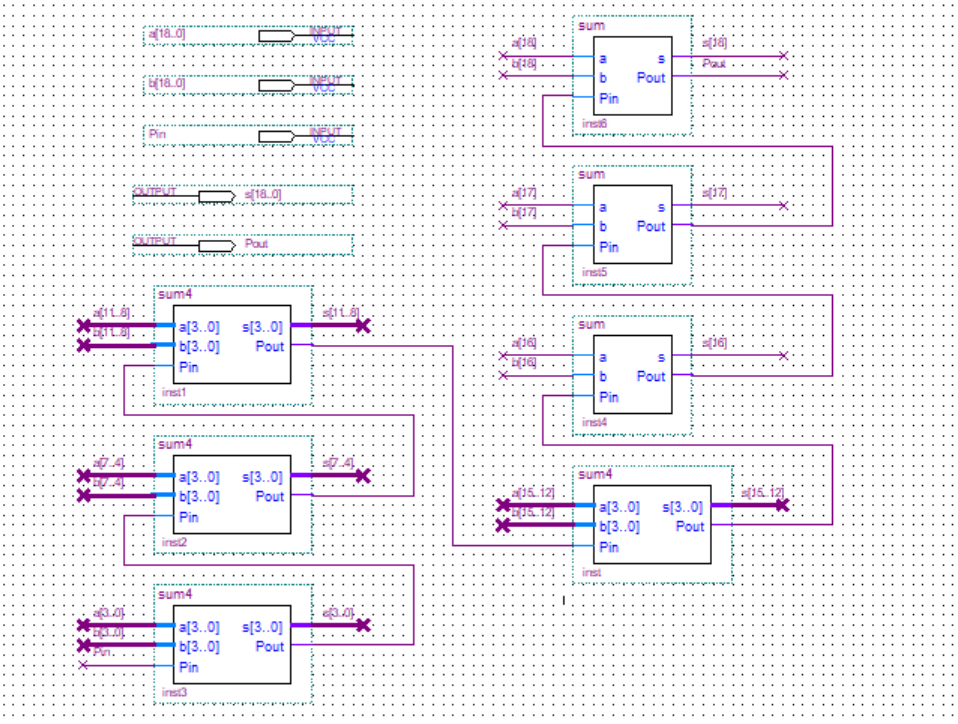 a[18..0] INPUT VCC
b[18..0] INPUT VCC
Pin INPUT VCC
OUTPUT s[18..0]
OUTPUT Pout
sum4
a[11..8] s[11..8]
a[3..0] s[3..0]
b[11..8]
b[3..0] Pout
Pin
inst1
sum4
a[7..4] s[7..4]
a[3..0] s[3..0]
b[7..4]
b[3..0] Pout
Pin
inst2
sum4
a[3..0] s[3..0]
a[3..0] s[3..0]
b[3..0]
b[3..0] Pout
Pin
Pin
inst3
sum
a[18] s[18]
a s
b[18] Pout
b Pout
Pin
inst6
sum
a[17] s[17]
a s
b[17]
b Pout
Pin
inst5
sum
a[16] s[16]
a s
b[16]
b Pout
Pin
inst4
sum4
a[15..12] s[15..12]
a[3..0] s[3..0]
b[15..12]
b[3..0] Pout
Pin
inst